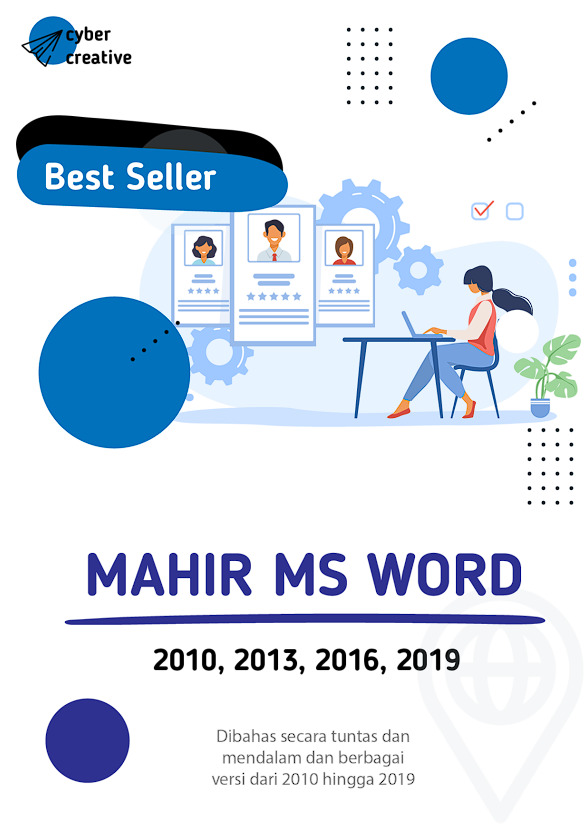 cyber
creative
Best Seller
MAHIR MS WORD
2010, 2013, 2016, 2019
Dibahas secara tuntas dan
mendalam dan berbagai
versi dari 2010 hingga 2019